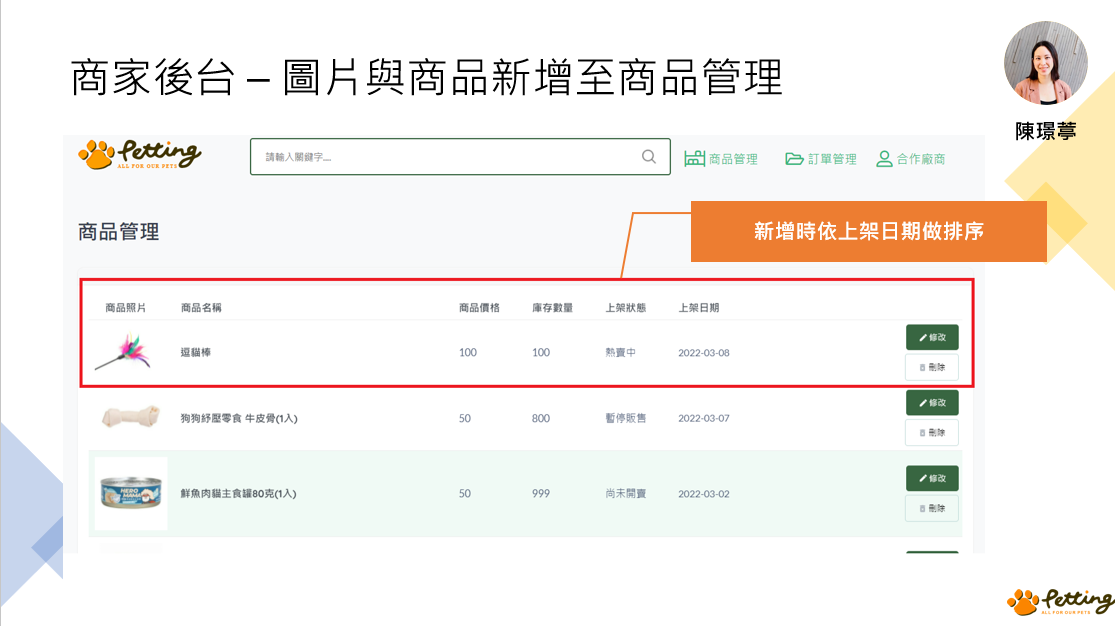 商家後台 – 圖片與商品新增至商品管理
陳璟葶
Petting
ALL FOR OUR PETS
請輸入關鍵字...
商品管理
訂單管理
合作廠商
商品管理
新增時依上架日期做排序
商品照片 商品名稱 商品價格 庫存數量 上架狀態 上架日期
逗貓棒 100 100 熱賣中 2022-03-08
修改
刪除
狗狗紓壓零食 牛皮骨(1入) 50 800 暫停販售 2022-03-07
修改
刪除
HERO
MAMA
鮮魚肉貓主食罐80克(1入) 50 999 尚未開賣 2022-03-02
修改
刪除
Petting
ALL FOR OUR PETS